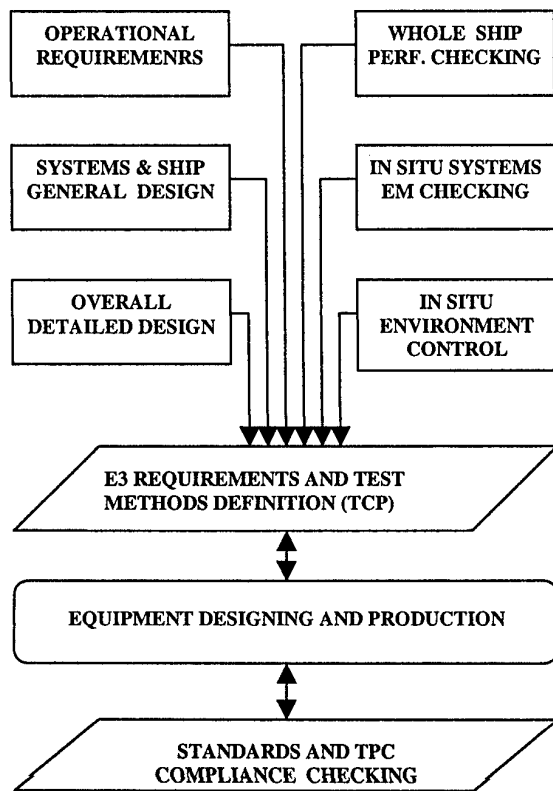 OPERATIONAL
REQUIREMENRS
WHOLE SHIP
PERF. CHECKING
SYSTEMS & SHIP
GENERAL DESIGN
IN SITU SYSTEMS
EM CHECKING
OVERALL
DETAILED DESIGN
IN SITU
ENVIRONMENT
CONTROL
E3 REQUIREMENTS AND TEST
METHODS DEFINITION (TCP)
EQUIPMENT DESIGNING AND PRODUCTION
STANDARDS AND TPC
COMPLIANCE CHECKING